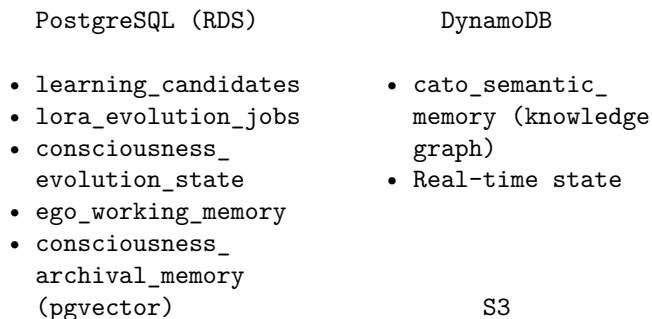 PostgreSQL (RDS)
• learning_candidates
• lora_evolution_jobs
• consciousness_
evolution_state
• ego_working_memory
• consciousness_
archival_memory
(pgvector)
DynamoDB
• cato_semantic_
memory (knowledge
graph)
• Real-time state
S3